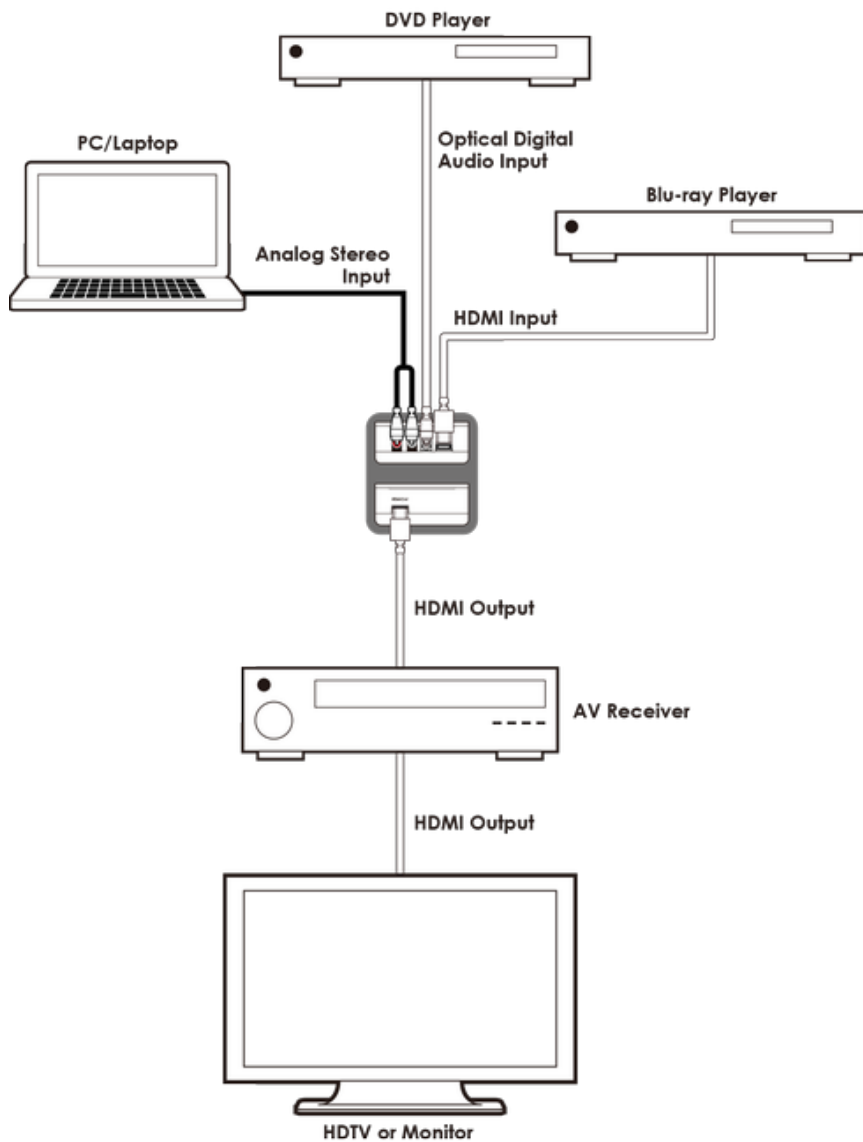 DVD Player
PC/Laptop
Optical Digital
Audio Input
Blu-ray Player
Analog Stereo
Input
HDMI Input
HDMI Output
AV Receiver
HDMI Output
HDTV or Monitor